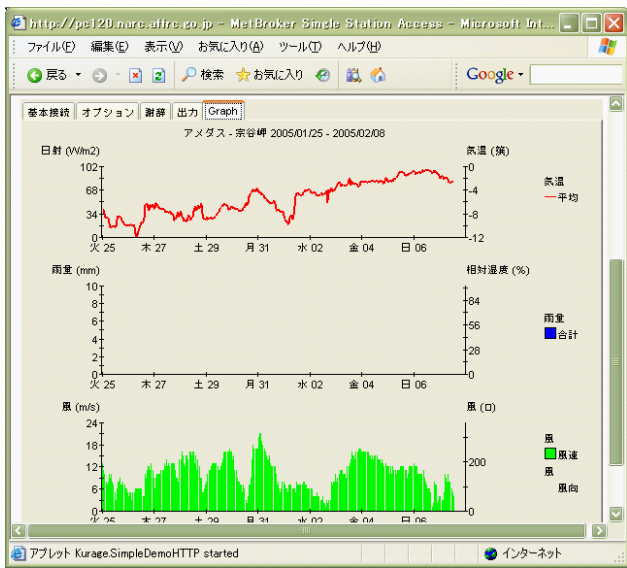 http://pc120.narc.affrc.go.jp - MetBroker Single Station Access - Microsoft Int...
ファイル(F) 編集(E) 表示(V) お気に入り(A) ツール(T) ヘルプ(H)
戻る 検索 お気に入り Google
基本接続 オプション 謝辞 出力 Graph
アメダス - 宗谷岬 2005/01/25 - 2005/02/08
日射 (W/m2) 気温 (鎮)
102 0
68 -4
34 -8
0 -12
火 25 木 27 土 29 月 31 水 02 金 04 日 06
気温
平均
雨量 (mm) 相対湿度 (%)
10
8 84
6 56
4
2 28
0 0
火 25 木 27 土 29 月 31 水 02 金 04 日 06
雨量
合計
風 (m/s) 風 (ロ)
24
18
12 200
6
0 0
火 25 木 27 土 29 月 31 水 02 金 04 日 06
風
風速
風
風向
アプレット Kurage.SimpleDemoHTTP started インターネット